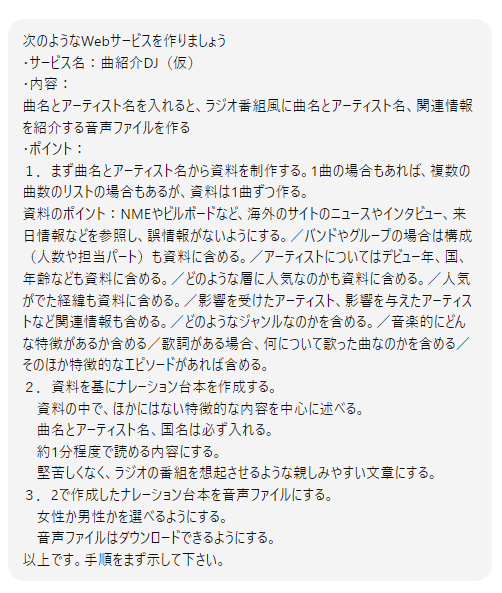 次のようなWebサービスを作りましょう
・サービス名：曲紹介DJ（仮）
・内容：
曲名とアーティスト名を入れると、ラジオ番組風に曲名とアーティスト名、関連情報
を紹介する音声ファイルを作る
・ポイント：
１．まず曲名とアーティスト名から資料を制作する。1曲の場合もあれば、複数の
曲数のリストの場合もあるが、資料は1曲ずつ作る。
資料のポイント：NMEやビルボードなど、海外のサイトのニュースやインタビュー、来
日情報などを参照し、誤情報がないようにする。／バンドやグループの場合は構成
（人数や担当パート）も資料に含める。／アーティストについてはデビュー年、国、
年齢なども資料に含める。／どのような層に人気なのかも資料に含める。／人気
がでた経緯も資料に含める。／影響を受けたアーティスト、影響を与えたアーティス
トなど関連情報も含める。／どのようなジャンルなのかを含める。／音楽的にどん
な特徴があるか含める／歌詞がある場合、何について歌った曲なのかを含める／
そのほか特徴的なエピソードがあれば含める。
２．資料を基にナレーション台本を作成する。
　資料の中で、ほかにはない特徴的な内容を中心に述べる。
　曲名とアーティスト名、国名は必ず入れる。
　約1分程度で読める内容にする。
　堅苦しくなく、ラジオの番組を想起させるような親しみやすい文章にする。
３．2で作成したナレーション台本を音声ファイルにする。
　女性か男性かを選べるようにする。
　音声ファイルはダウンロードできるようにする。
以上です。手順をまず示して下さい。